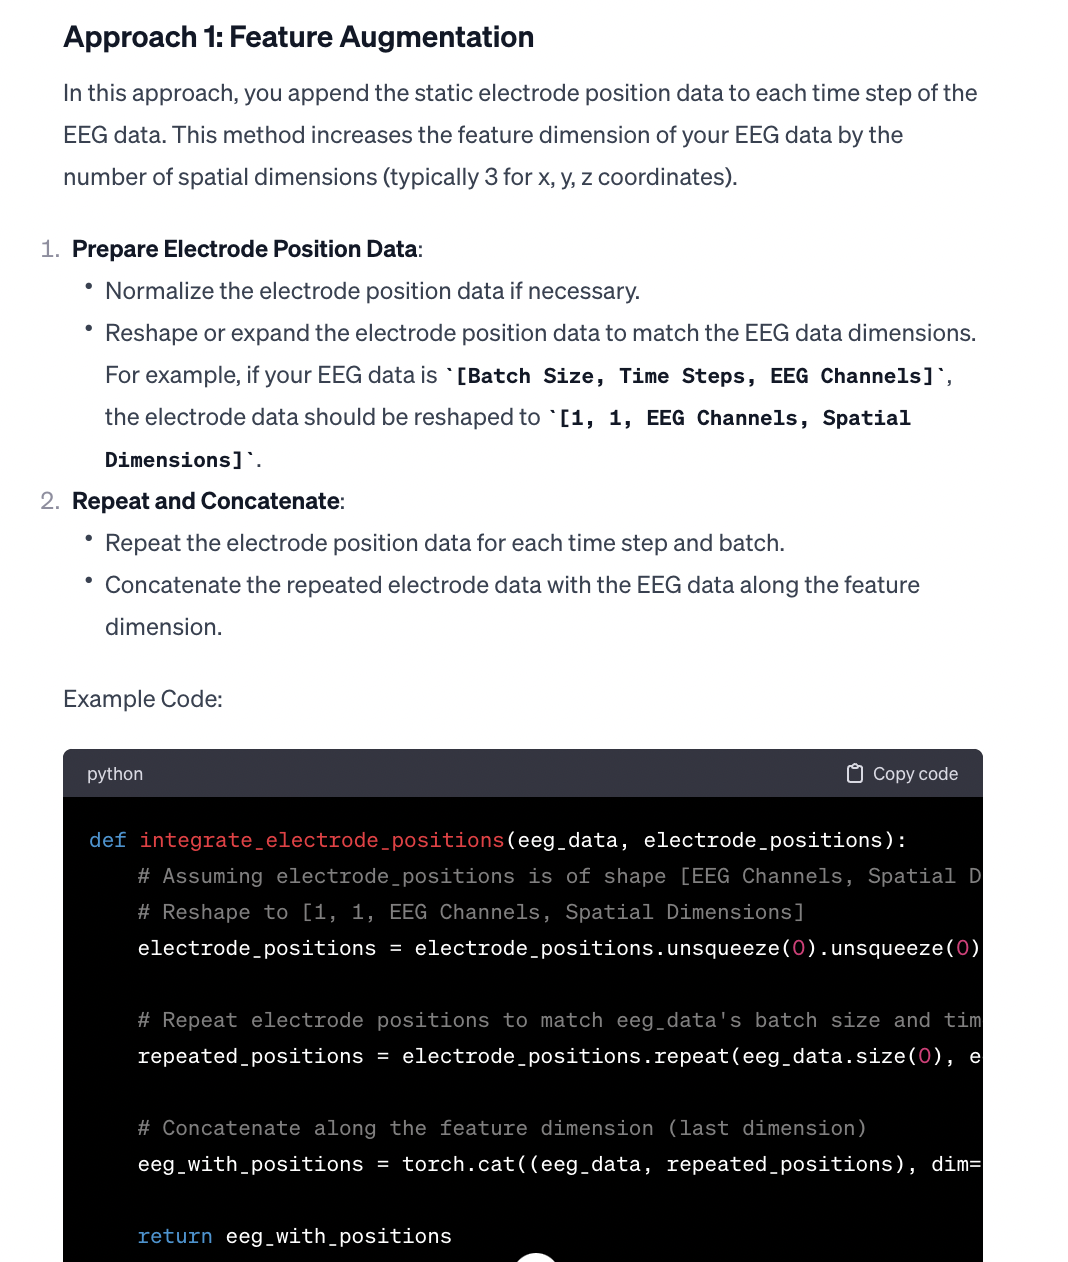 Approach 1: Feature Augmentation
In this approach, you append the static electrode position data to each time step of the
EEG data. This method increases the feature dimension of your EEG data by the
number of spatial dimensions (typically 3 for x, y, z coordinates).
1. Prepare Electrode Position Data:
• Normalize the electrode position data if necessary.
• Reshape or expand the electrode position data to match the EEG data dimensions.
For example, if your EEG data is `[Batch Size, Time Steps, EEG Channels]`,
the electrode data should be reshaped to `[1, 1, EEG Channels, Spatial
Dimensions]`.
2. Repeat and Concatenate:
• Repeat the electrode position data for each time step and batch.
• Concatenate the repeated electrode data with the EEG data along the feature
dimension.
Example Code:
python Copy code
def integrate_electrode_positions(eeg_data, electrode_positions):
# Assuming electrode_positions is of shape [EEG Channels, Spatial D
# Reshape to [1, 1, EEG Channels, Spatial Dimensions]
electrode_positions = electrode_positions.unsqueeze(0).unsqueeze(0)
# Repeat electrode positions to match eeg_data's batch size and tim
repeated_positions = electrode_positions.repeat(eeg_data.size(0), e
# Concatenate along the feature dimension (last dimension)
eeg_with_positions = torch.cat((eeg_data, repeated_positions), dim=
return eeg_with_positions